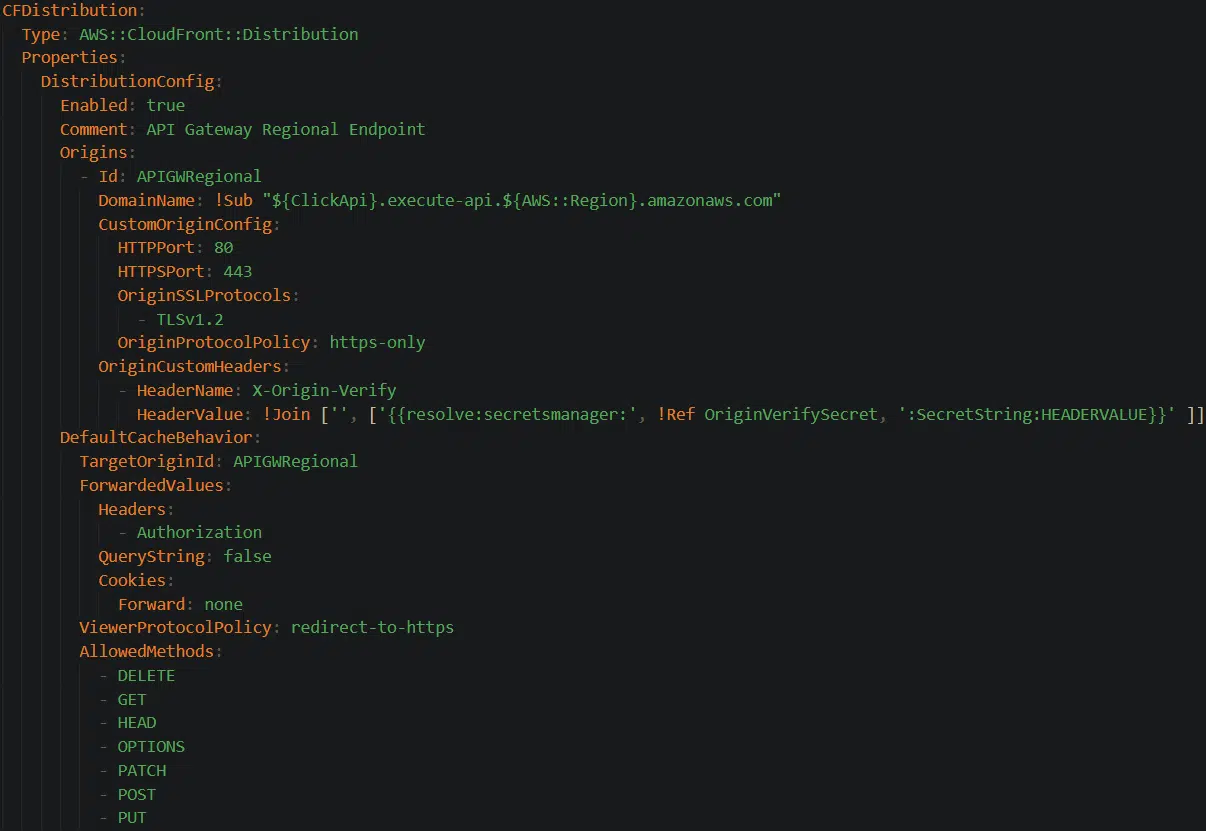 CFDistribution:
  Type: AWS::CloudFront::Distribution
  Properties:
    DistributionConfig:
      Enabled: true
      Comment: API Gateway Regional Endpoint
      Origins:
        - Id: APIGWRegional
          DomainName: !Sub "${ClickApi}.execute-api.${AWS::Region}.amazonaws.com"
          CustomOriginConfig:
            HTTPPort: 80
            HTTPSPort: 443
            OriginSSLProtocols:
              - TLSv1.2
            OriginProtocolPolicy: https-only
          OriginCustomHeaders:
            - HeaderName: X-Origin-Verify
              HeaderValue: !Join ['', ['{{resolve:secretsmanager:', !Ref OriginVerifySecret, ':SecretString:HEADERVALUE}}' ]]
      DefaultCacheBehavior:
        TargetOriginId: APIGWRegional
        ForwardedValues:
          Headers:
            - Authorization
          QueryString: false
          Cookies:
            Forward: none
        ViewerProtocolPolicy: redirect-to-https
        AllowedMethods:
          - DELETE
          - GET
          - HEAD
          - OPTIONS
          - PATCH
          - POST
          - PUT